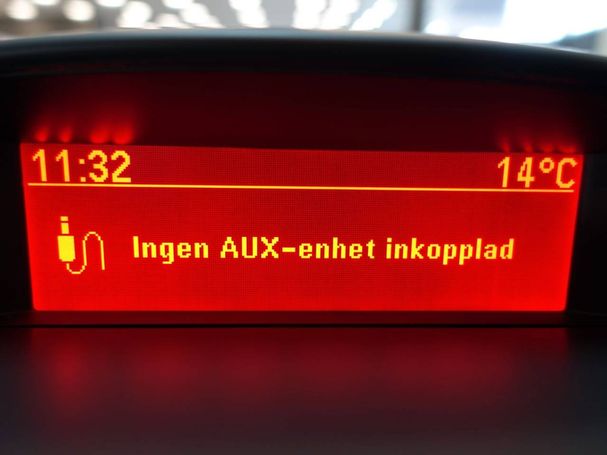 11:32 14°C
Ingen AUX-enhet inkopplad